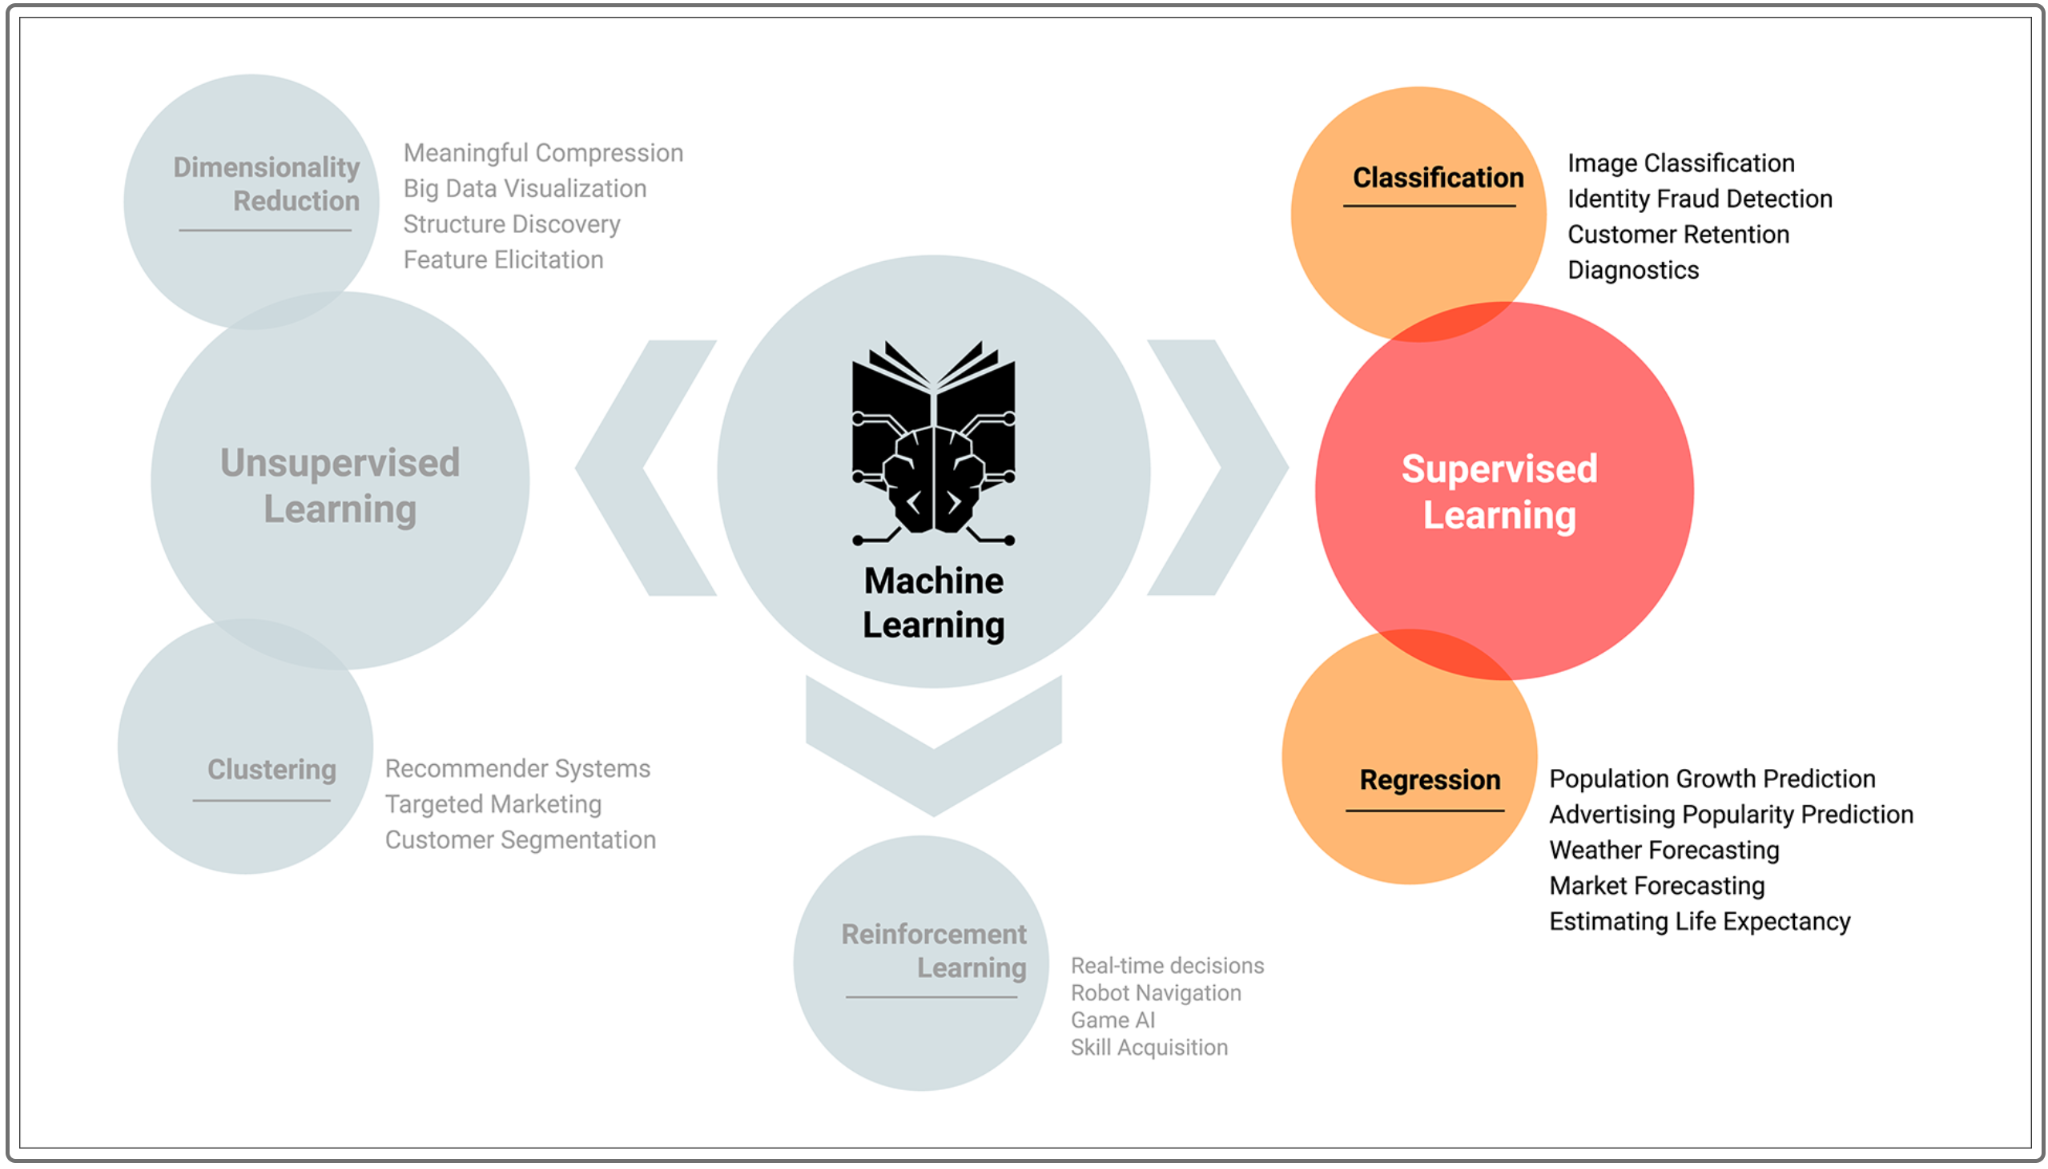 Dimensionality
Reduction
Meaningful Compression
Big Data Visualization
Structure Discovery
Feature Elicitation
Unsupervised
Learning
Clustering
Recommender Systems
Targeted Marketing
Customer Segmentation
Machine
Learning
Reinforcement
Learning
Real-time decisions
Robot Navigation
Game AI
Skill Acquisition
Classification
Image Classification
Identity Fraud Detection
Customer Retention
Diagnostics
Supervised
Learning
Regression
Population Growth Prediction
Advertising Popularity Prediction
Weather Forecasting
Market Forecasting
Estimating Life Expectancy